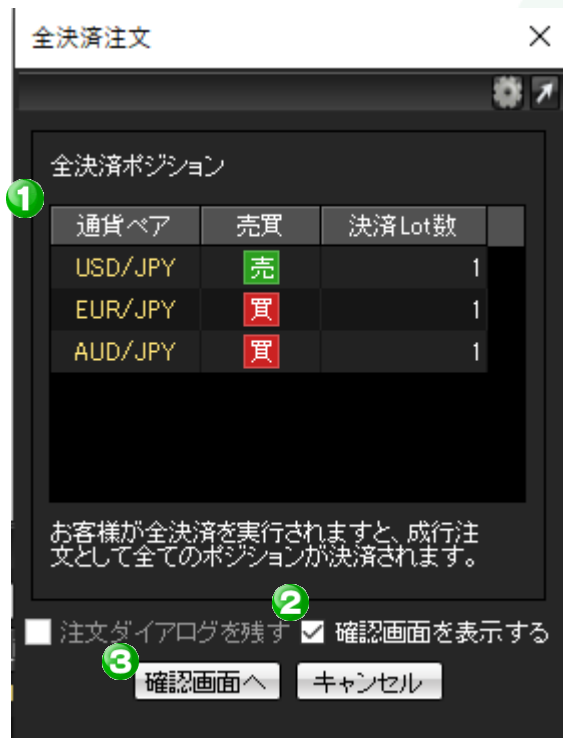 全決済注文
全決済ポジション
1
通貨ペア 売買 決済Lot数
USD/JPY 売 1
EUR/JPY 買 1
AUD/JPY 買 1
お客様が全決済を実行されますと、成行注
文として全てのポジションが決済されます。
2
注文ダイアログを残す 確認画面を表示する
3
確認画面へ キャンセル